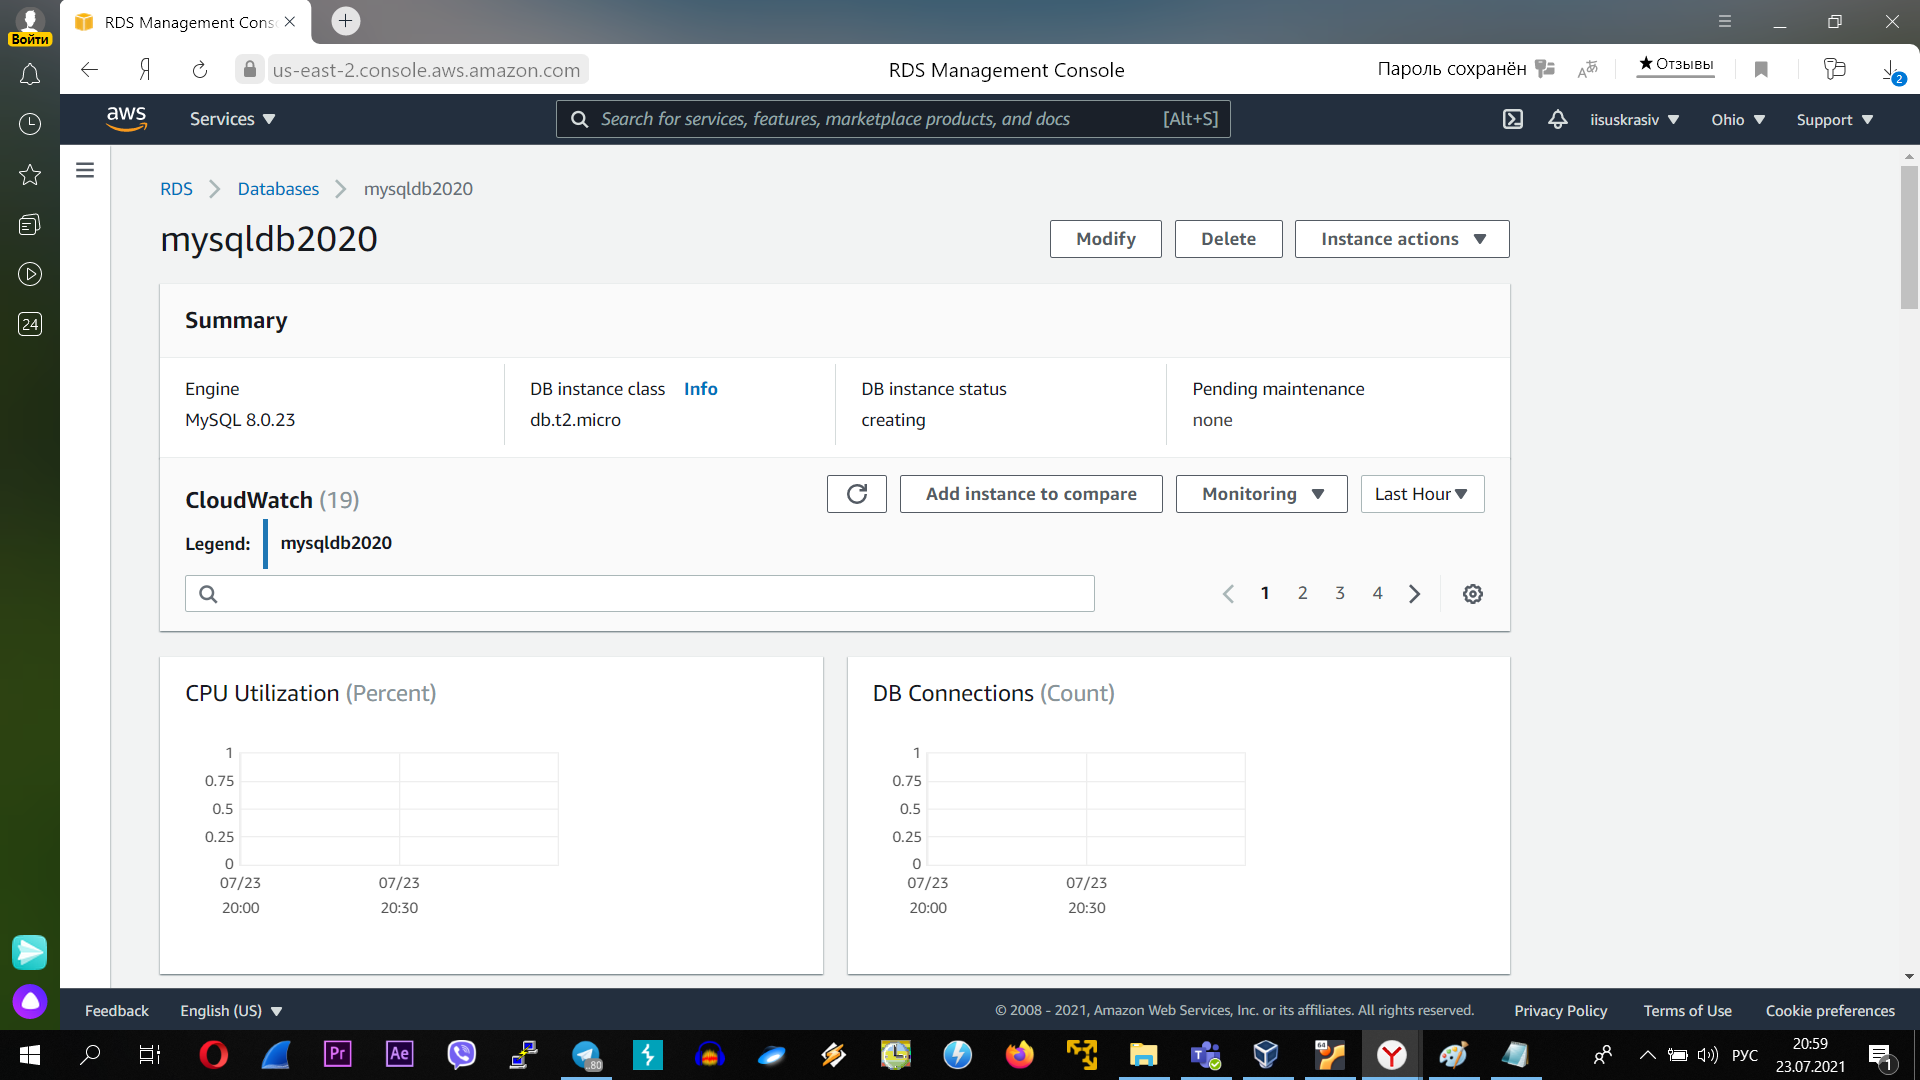 RDS Management Cons
Войти
us-east-2.console.aws.amazon.com
RDS Management Console
Пароль сохранён
★ Отзывы
2
aws
Services ▼
Search for services, features, marketplace products, and docs [Alt+S]
iisuskrasiv ▼
Ohio ▼
Support ▼
24
RDS > Databases > mysqldb2020
mysqldb2020
Modify
Delete
Instance actions ▼
Summary
Engine
MySQL 8.0.23
DB instance class Info
db.t2.micro
DB instance status
creating
Pending maintenance
none
CloudWatch (19)
Add instance to compare
Monitoring ▼
Last Hour ▼
Legend: mysqldb2020
1 2 3 4
CPU Utilization (Percent)
1
0.75
0.5
0.25
0
07/23 07/23
20:00 20:30
DB Connections (Count)
1
0.75
0.5
0.25
0
07/23 07/23
20:00 20:30
Feedback
English (US) ▼
© 2008 - 2021, Amazon Web Services, Inc. or its affiliates. All rights reserved.
Privacy Policy
Terms of Use
Cookie preferences
Pr
Ae
80
64
РУС
20:59
23.07.2021
1